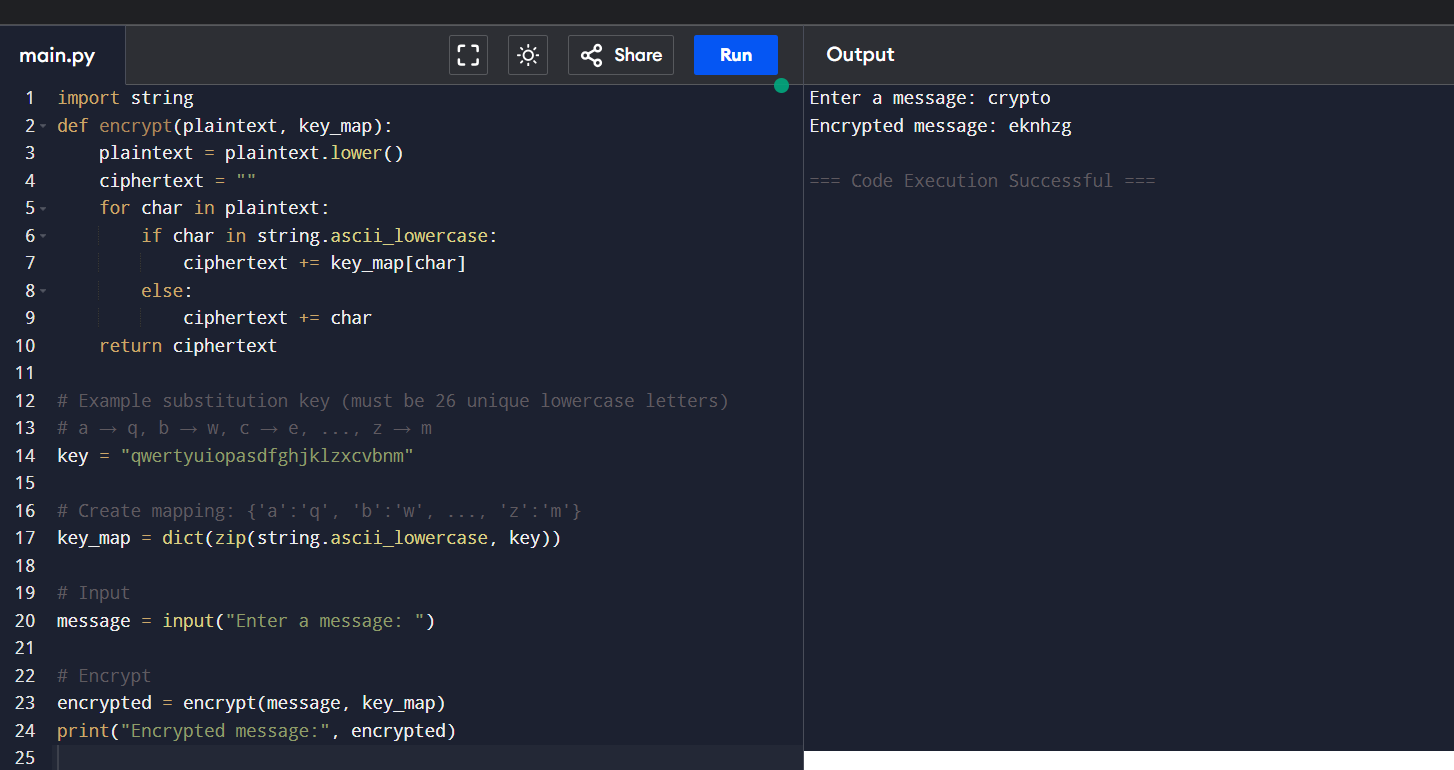 main.py
Share
Run
Output
1 import string
2 def encrypt(plaintext, key_map):
3     plaintext = plaintext.lower()
4     ciphertext = ""
5     for char in plaintext:
6         if char in string.ascii_lowercase:
7             ciphertext += key_map[char]
8         else:
9             ciphertext += char
10     return ciphertext
11
12 # Example substitution key (must be 26 unique lowercase letters)
13 # a → q, b → w, c → e, ..., z → m
14 key = "qwertyuiopasdfghjklzxcvbnm"
15
16 # Create mapping: {'a':'q', 'b':'w', ..., 'z':'m'}
17 key_map = dict(zip(string.ascii_lowercase, key))
18
19 # Input
20 message = input("Enter a message: ")
21
22 # Encrypt
23 encrypted = encrypt(message, key_map)
24 print("Encrypted message:", encrypted)
25
Enter a message: crypto
Encrypted message: eknhzg
=== Code Execution Successful ===